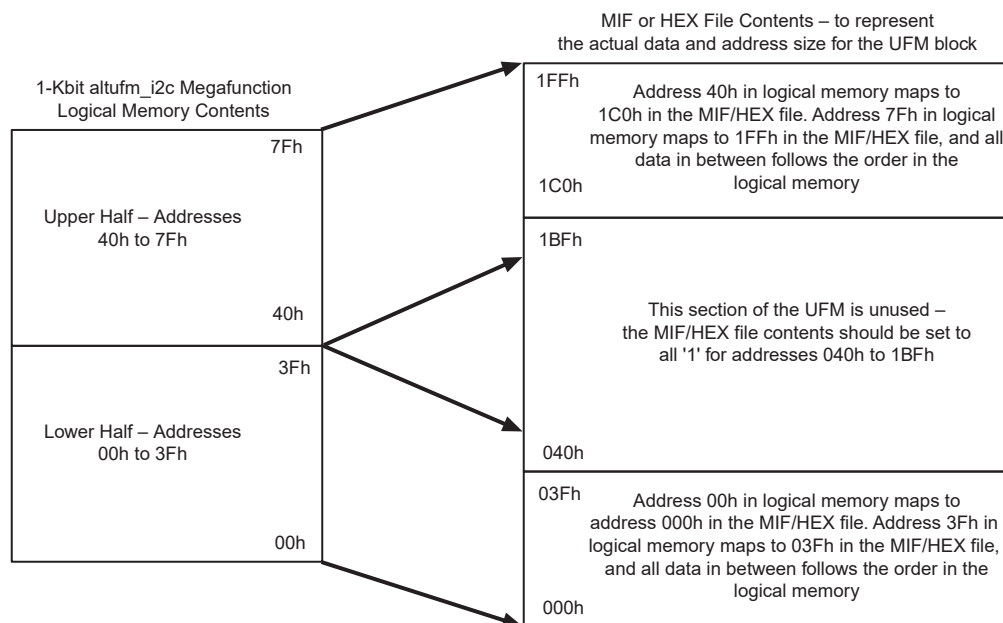 MIF or HEX File Contents – to represent
the actual data and address size for the UFM block
1-Kbit altufm_i2c Megafunction
Logical Memory Contents
7Fh
Upper Half – Addresses
40h to 7Fh
40h
3Fh
Lower Half – Addresses
00h to 3Fh
00h
1FFh
Address 40h in logical memory maps to
1C0h in the MIF/HEX file. Address 7Fh in logical
memory maps to 1FFh in the MIF/HEX file, and all
data in between follows the order in the
logical memory
1C0h
1BFh
This section of the UFM is unused –
the MIF/HEX file contents should be set to
all '1' for addresses 040h to 1BFh
040h
03Fh
Address 00h in logical memory maps to
address 000h in the MIF/HEX file. Address 3Fh in
logical memory maps to 03Fh in the MIF/HEX file,
and all data in between follows the order in the
logical memory
000h